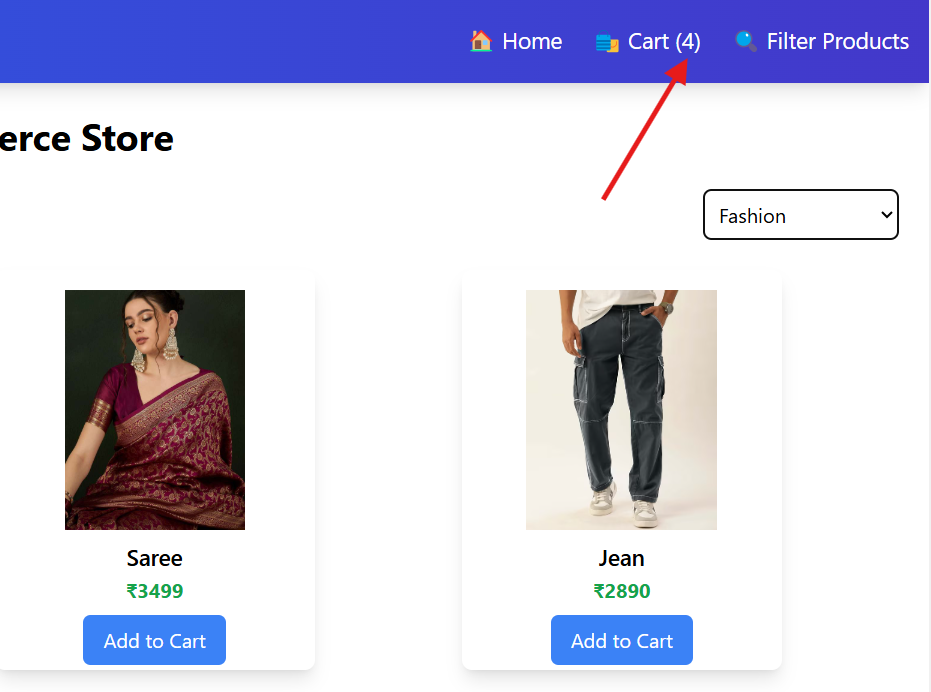 Home Cart (4) Filter Products
erce Store
Fashion
Saree
₹3499
Add to Cart
Jean
₹2890
Add to Cart